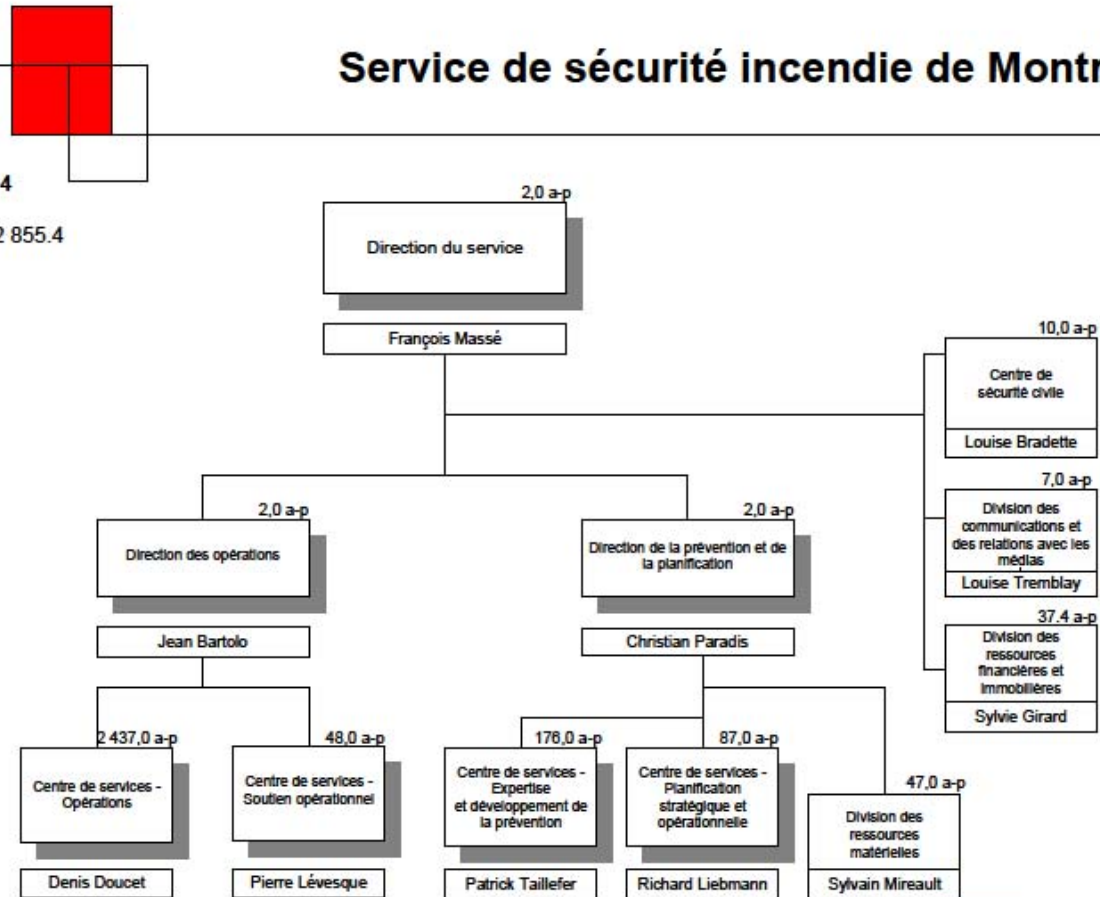 Service de sécurité incendie de Montr
4
2 855.4
2,0 a-p
Direction du service
François Massé
10,0 a-p
Centre de
sécurité civile
Louise Bradette
7,0 a-p
Division des
communications et
des relations avec les
médias
Louise Tremblay
37.4 a-p
Division des
ressources
financières et
immobilières
Sylvie Girard
2,0 a-p
Direction des opérations
Jean Bartolo
2,0 a-p
Direction de la prévention et de
la planification
Christian Paradis
2 437,0 a-p
Centre de services -
Opérations
Denis Doucet
48,0 a-p
Centre de services -
Soutien opérationnel
Pierre Lévesque
176,0 a-p
Centre de services -
Expertise
et développement de
la prévention
Patrick Taillefer
87,0 a-p
Centre de services -
Planification
stratégique et
opérationnelle
Richard Liebmann
47,0 a-p
Division des
ressources
matérielles
Sylvain Mireault